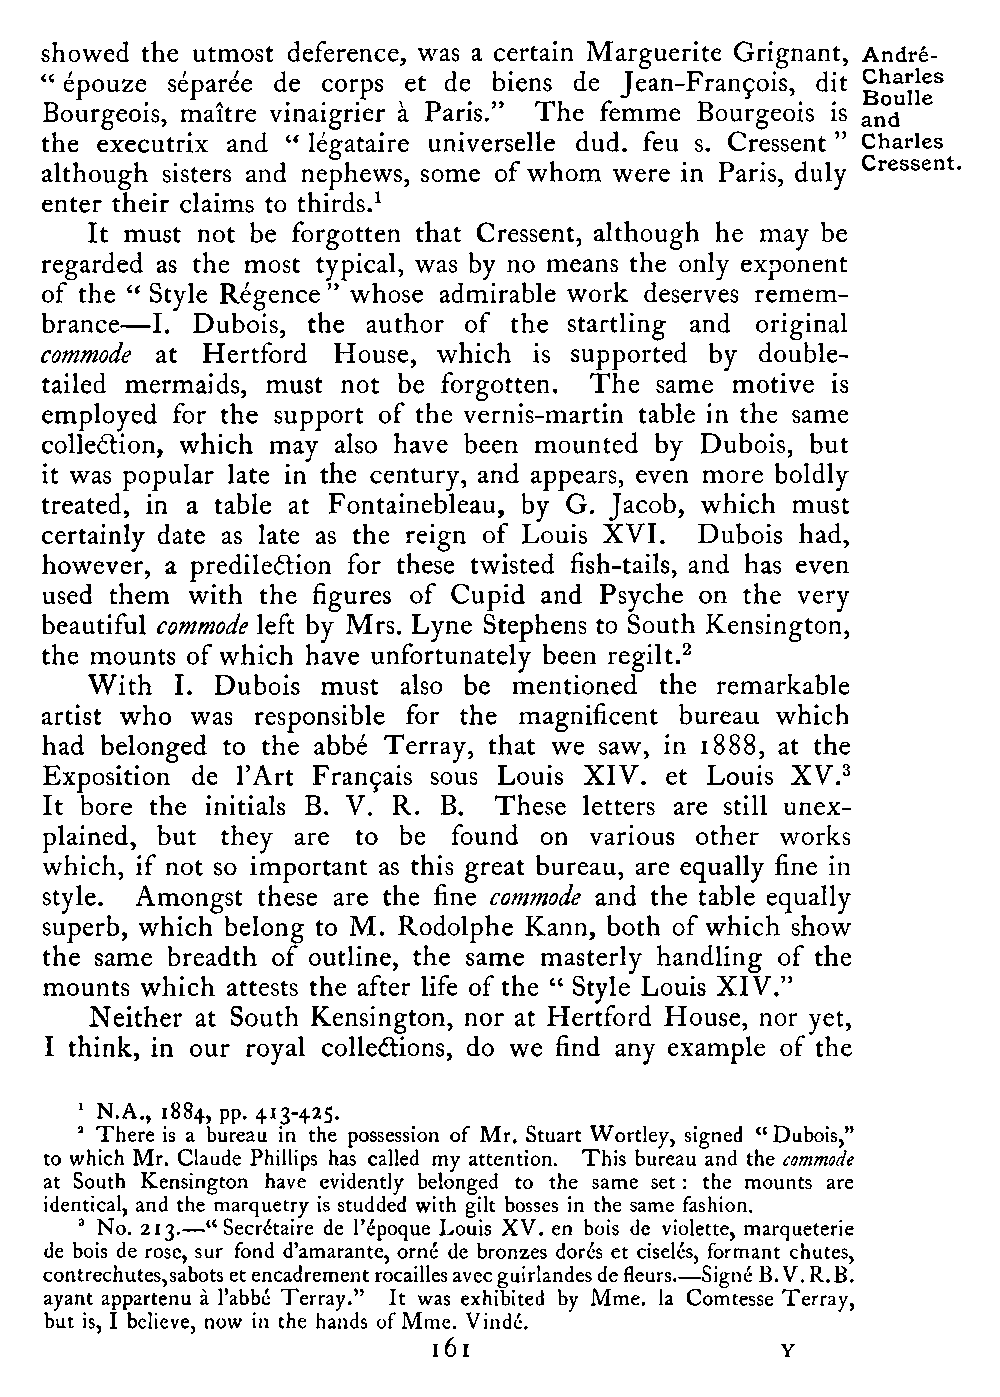 showed the utmost deference, was a certain Marguerite Grignant,
“ épouze séparée de corps et de biens de Jean-François, dit
Bourgeois, maître vinaigrier à Paris.” The femme Bourgeois is
the executrix and “ légataire universelle dud. feu s. Cressent ”
although sisters and nephews, some of whom were in Paris, duly
enter their claims to thirds.¹
André-
Charles
Boulle
and
Charles
Cressent.
It must not be forgotten that Cressent, although he may be
regarded as the most typical, was by no means the only exponent
of the “ Style Régence ” whose admirable work deserves remem-
brance—I. Dubois, the author of the startling and original
commode at Hertford House, which is supported by double-
tailed mermaids, must not be forgotten. The same motive is
employed for the support of the vernis-martin table in the same
collection, which may also have been mounted by Dubois, but
it was popular late in the century, and appears, even more boldly
treated, in a table at Fontainebleau, by G. Jacob, which must
certainly date as late as the reign of Louis XVI. Dubois had,
however, a predilection for these twisted fish-tails, and has even
used them with the figures of Cupid and Psyche on the very
beautiful commode left by Mrs. Lyne Stephens to South Kensington,
the mounts of which have unfortunately been regilt.²
With I. Dubois must also be mentioned the remarkable
artist who was responsible for the magnificent bureau which
had belonged to the abbé Terray, that we saw, in 1888, at the
Exposition de l’Art Français sous Louis XIV. et Louis XV.³
It bore the initials B. V. R. B. These letters are still unex-
plained, but they are to be found on various other works
which, if not so important as this great bureau, are equally fine in
style. Amongst these are the fine commode and the table equally
superb, which belong to M. Rodolphe Kann, both of which show
the same breadth of outline, the same masterly handling of the
mounts which attests the after life of the “ Style Louis XIV.”
Neither at South Kensington, nor at Hertford House, nor yet,
I think, in our royal collections, do we find any example of the
¹ N.A., 1884, pp. 413-425.
² There is a bureau in the possession of Mr. Stuart Wortley, signed “ Dubois,”
to which Mr. Claude Phillips has called my attention. This bureau and the commode
at South Kensington have evidently belonged to the same set : the mounts are
identical, and the marquetry is studded with gilt bosses in the same fashion.
³ No. 213.—“ Secrétaire de l’époque Louis XV. en bois de violette, marqueterie
de bois de rose, sur fond d’amarante, orné de bronzes dorés et ciselés, formant chutes,
contrechutes, sabots et encadrement rocailles avec guirlandes de fleurs.—Signé B. V. R. B.
ayant appartenu à l’abbé Terray.” It was exhibited by Mme. la Comtesse Terray,
but is, I believe, now in the hands of Mme. Vindé.
161 Y